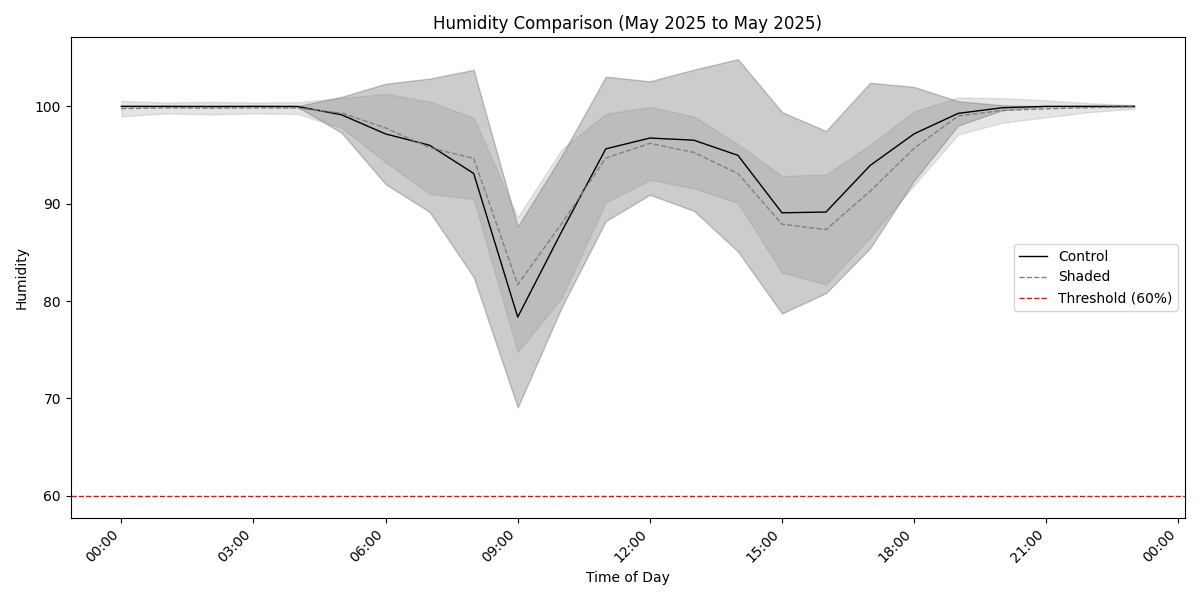 Humidity Comparison (May 2025 to May 2025)
Humidity
100
90
80
70
60
Control
Shaded
Threshold (60%)
00:00
03:00
06:00
09:00
12:00
15:00
18:00
21:00
00:00
Time of Day